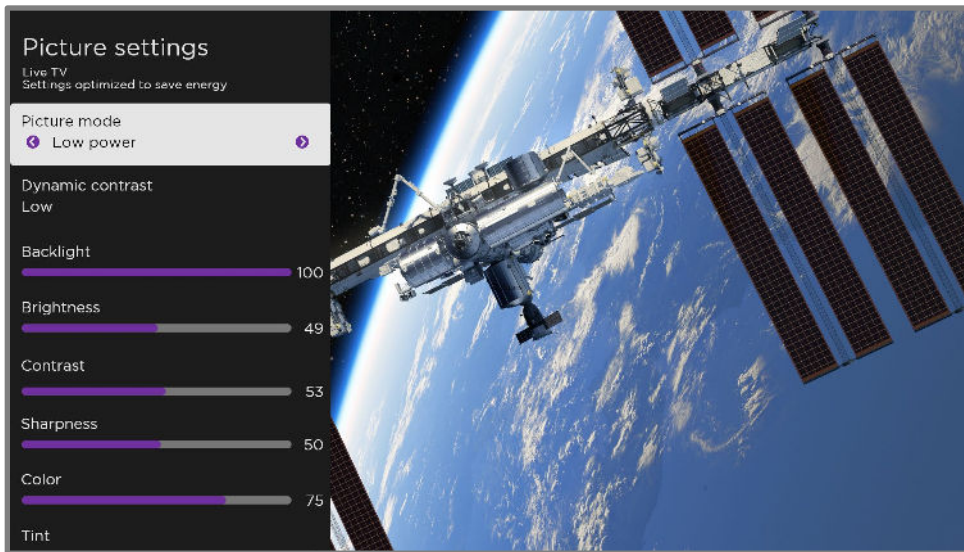 Picture settings
Live TV
Settings optimized to save energy
Picture mode
Low power
Dynamic contrast
Low
Backlight
100
Brightness
49
Contrast
53
Sharpness
50
Color
75
Tint